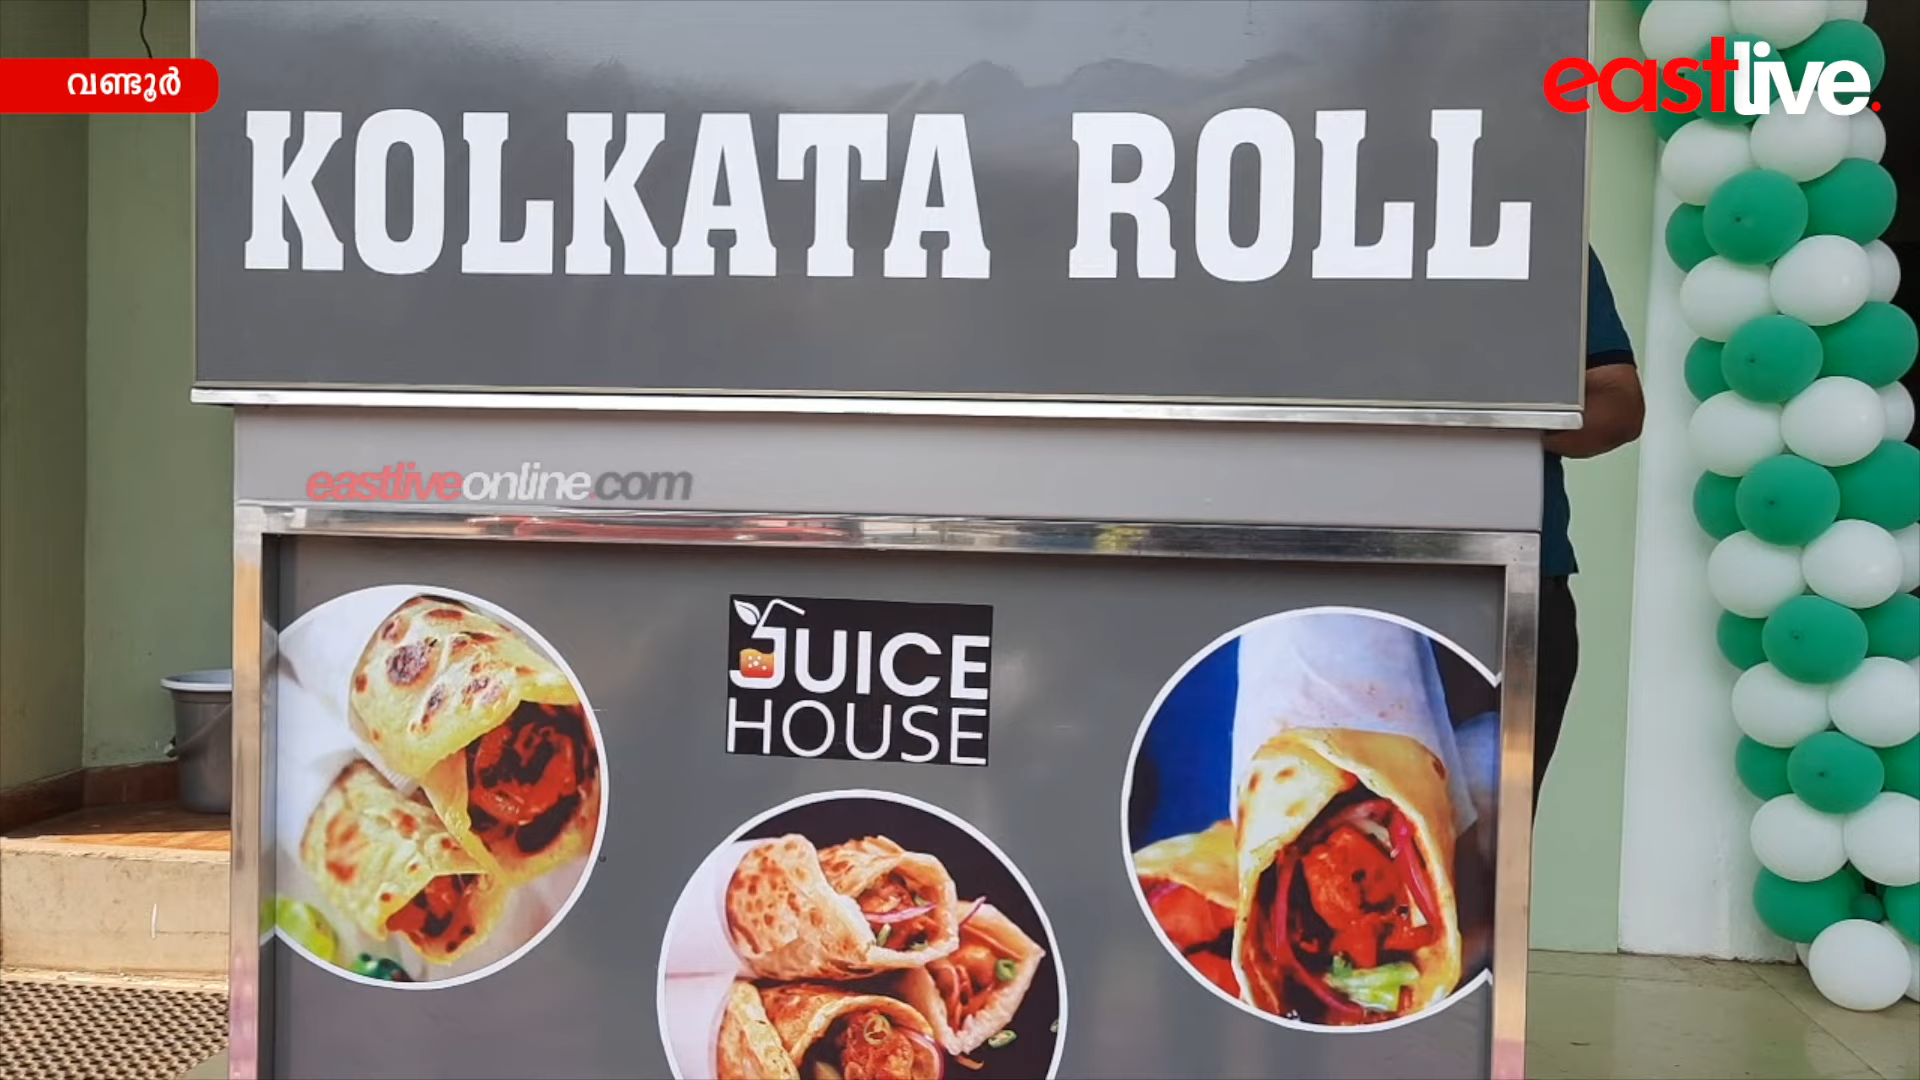 വണ്ടൂർ
eastlive.
KOLKATA ROLL
eastliveonline.com
JUICE
HOUSE